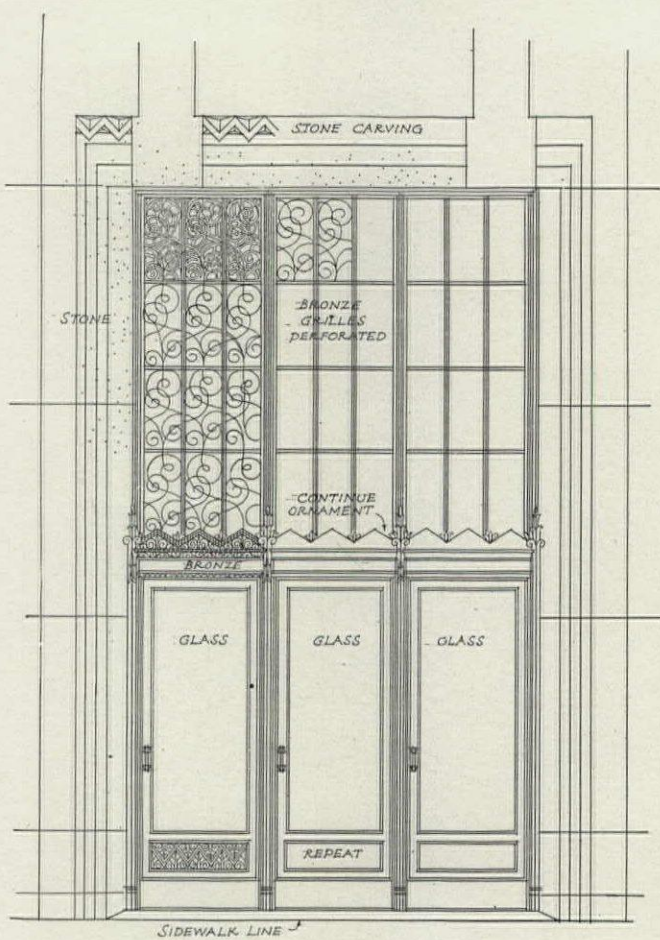 STONE CARVING
STONE
BRONZE
GRILLES
PERFORATED
CONTINUE
ORNAMENT
BRONZE
GLASS
GLASS
GLASS
REPEAT
SIDEWALK LINE